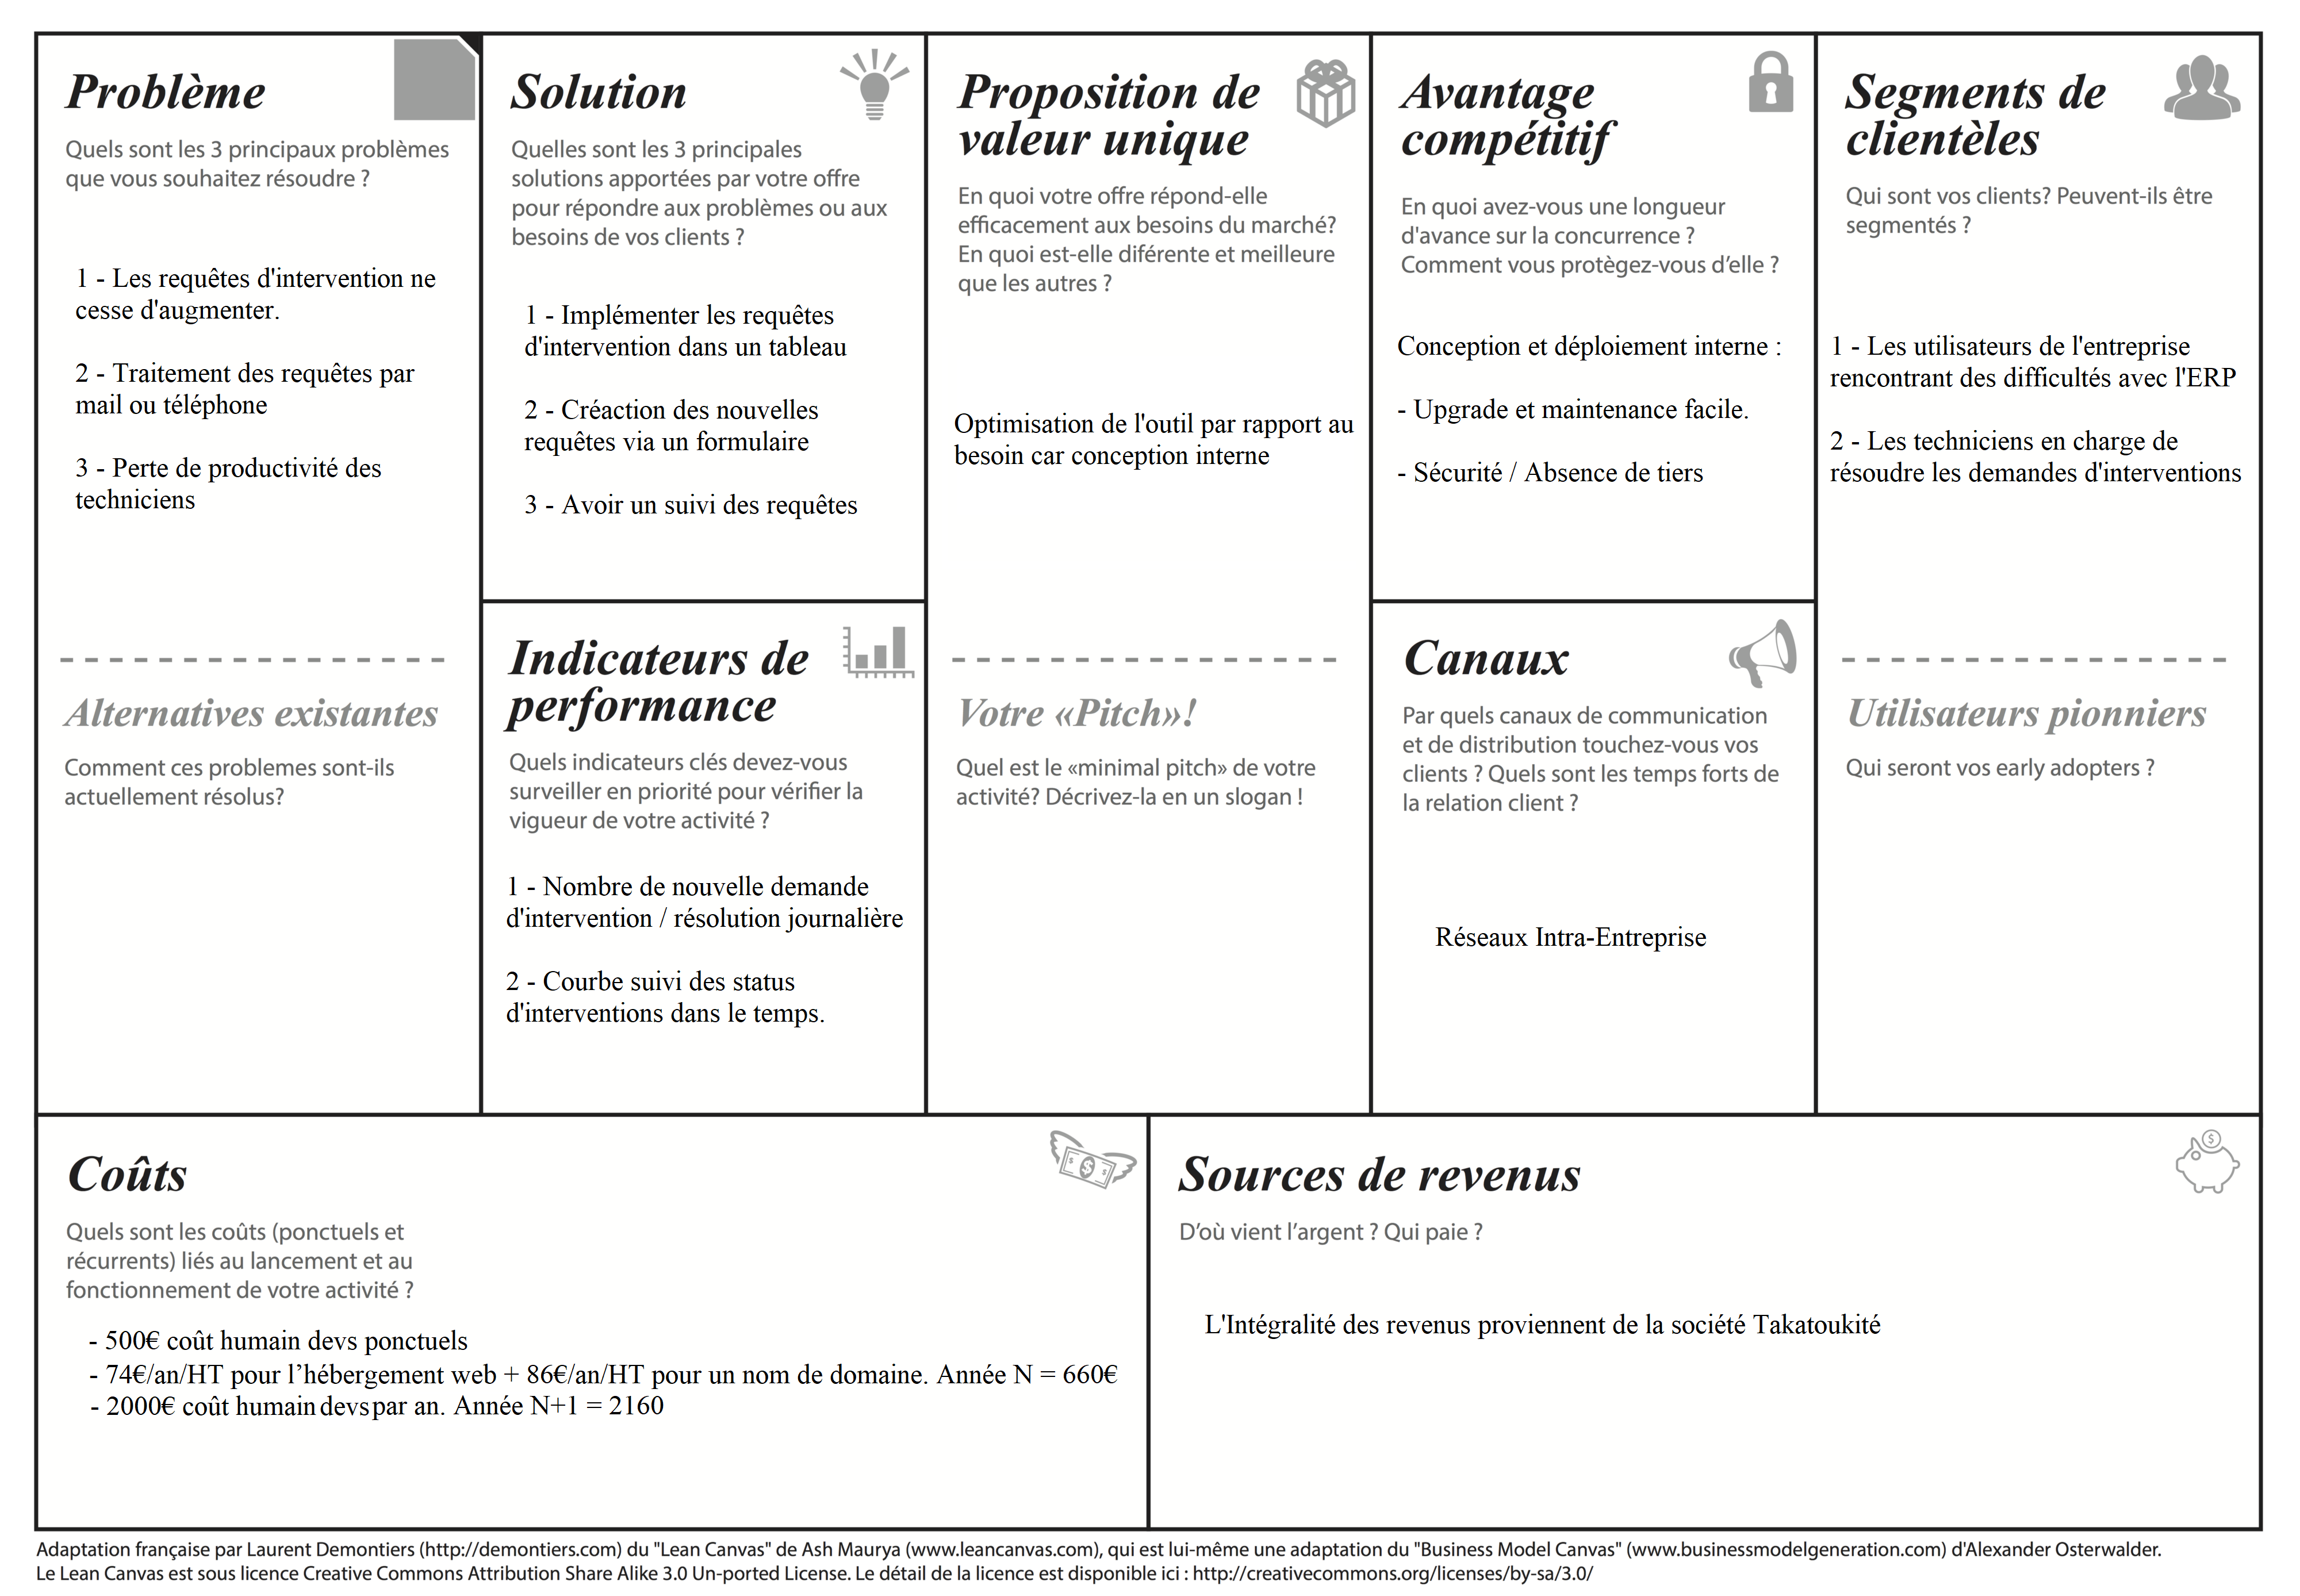 Problème
Quels sont les 3 principaux problèmes
que vous souhaitez résoudre ?
1 - Les requêtes d'intervention ne
cesse d'augmenter.
2 - Traitement des requêtes par
mail ou téléphone
3 - Perte de productivité des
techniciens
Alternatives existantes
Comment ces problemes sont-ils
actuellement résolus?
Solution
Quelles sont les 3 principales
solutions apportées par votre offre
pour répondre aux problèmes ou aux
besoins de vos clients ?
1 - Implémenter les requêtes
d'intervention dans un tableau
2 - Créaction des nouvelles
requêtes via un formulaire
3 - Avoir un suivi des requêtes
Indicateurs de
performance
Quels indicateurs clés devez-vous
surveiller en priorité pour vérifier la
vigueur de votre activité ?
1 - Nombre de nouvelle demande
d'intervention / résolution journalière
2 - Courbe suivi des status
d'interventions dans le temps.
Proposition de
valeur unique
En quoi votre offre répond-elle
efficacement aux besoins du marché?
En quoi est-elle diférente et meilleure
que les autres ?
Optimisation de l'outil par rapport au
besoin car conception interne
Votre «Pitch»!
Quel est le «minimal pitch» de votre
activité? Décrivez-la en un slogan !
Avantage
compétitif
En quoi avez-vous une longueur
d'avance sur la concurrence ?
Comment vous protègez-vous d’elle ?
Conception et déploiement interne :
- Upgrade et maintenance facile.
- Sécurité / Absence de tiers
Canaux
Par quels canaux de communication
et de distribution touchez-vous vos
clients ? Quels sont les temps forts de
la relation client ?
Réseaux Intra-Entreprise
Segments de
clientèles
Qui sont vos clients? Peuvent-ils être
segmentés ?
1 - Les utilisateurs de l'entreprise
rencontrant des difficultés avec l'ERP
2 - Les techniciens en charge de
résoudre les demandes d'interventions
Utilisateurs pionniers
Qui seront vos early adopters ?
Coûts
Quels sont les coûts (ponctuels et
récurrents) liés au lancement et au
fonctionnement de votre activité ?
- 500€ coût humain devs ponctuels
- 74€/an/HT pour l’hébergement web + 86€/an/HT pour un nom de domaine. Année N = 660€
- 2000€ coût humain devs par an. Année N+1 = 2160
Sources de revenus
D’où vient l’argent ? Qui paie ?
L'Intégralité des revenus proviennent de la société Takatoukité
Adaptation française par Laurent Demontiers (http://demontiers.com) du "Lean Canvas" de Ash Maurya (www.leancanvas.com), qui est lui-même une adaptation du "Business Model Canvas" (www.businessmodelgeneration.com) d'Alexander Osterwalder.
Le Lean Canvas est sous licence Creative Commons Attribution Share Alike 3.0 Un-ported License. Le détail de la licence est disponible ici : http://creativecommons.org/licenses/by-sa/3.0/